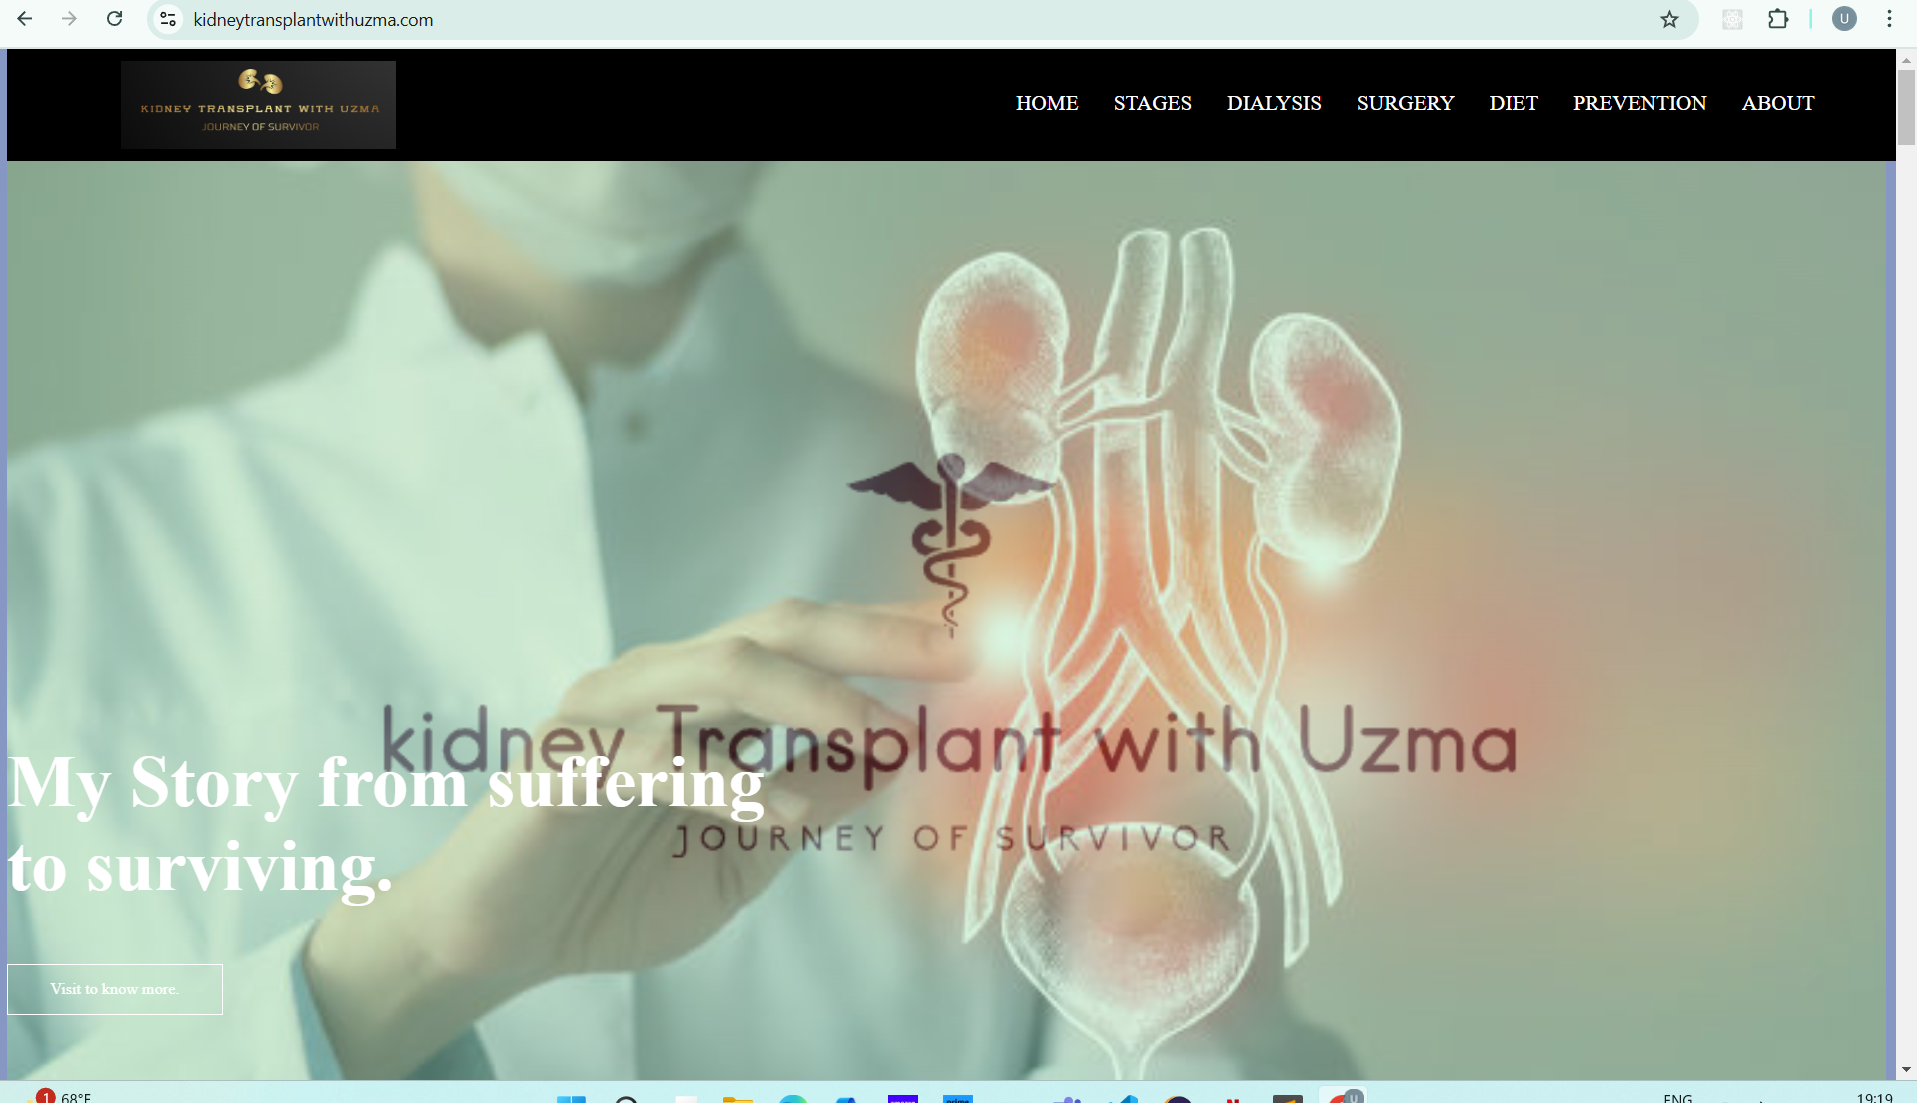 kidneytransplantwithuzma.com
U
KIDNEY TRANSPLANT WITH UZMA
JOURNEY OF SURVIVOR
HOME STAGES DIALYSIS SURGERY DIET PREVENTION ABOUT
kidney Transplant with Uzma
JOURNEY OF SURVIVOR
My Story from suffering
to surviving.
Visit to know more.
1 68°F
prime
U
ENG
19:19